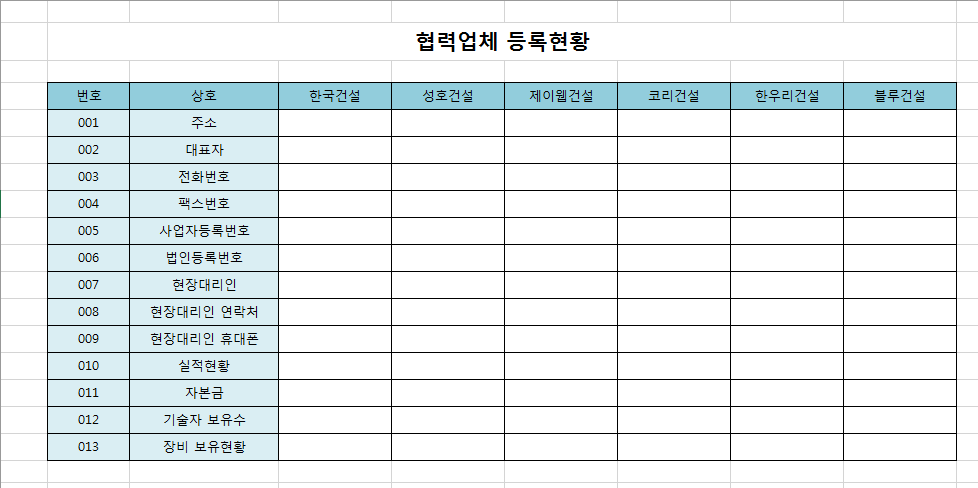 협력업체 등록현황
번호 상호 한국건설 성호건설 제이웰건설 코리건설 한우리건설 블루건설
001 주소
002 대표자
003 전화번호
004 팩스번호
005 사업자등록번호
006 법인등록번호
007 현장대리인
008 현장대리인 연락처
009 현장대리인 휴대폰
010 실적현황
011 자본금
012 기술자 보유수
013 장비 보유현황